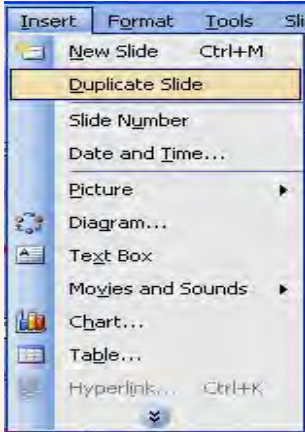 Insert Format Tools Sli
New Slide Ctrl+M
Duplicate Slide
Slide Number
Date and Time...
Picture
Diagram...
Text Box
Movies and Sounds
Chart...
Table...
Hyperlink... Ctrl+K